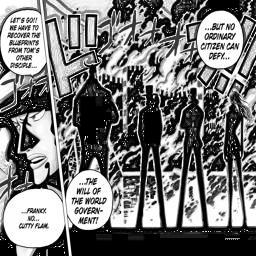 ...BUT NO
ORDINARY
CITIZEN CAN
DEFY...
LET'S GO!!
WE HAVE TO
RECOVER THE
BLUEPRINTS
FROM TOM'S
OTHER
DISCIPLE...
...THE
WILL OF
THE WORLD
GOVERN-
MENT!
...FRANKY.
NO...
CUTTY FLAM.